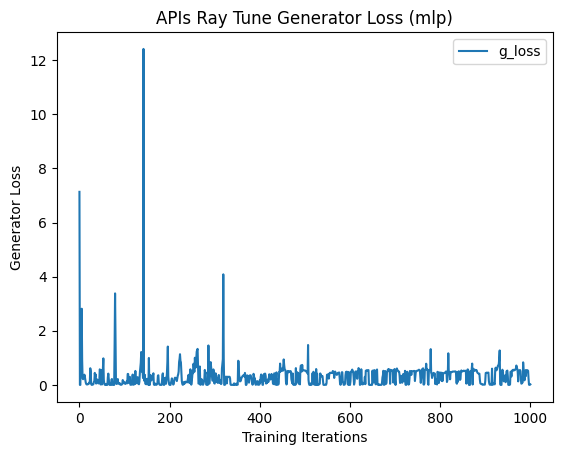 APIs Ray Tune Generator Loss (mlp)
g_loss
Generator Loss
12
10
8
6
4
2
0
0 200 400 600 800 1000
Training Iterations